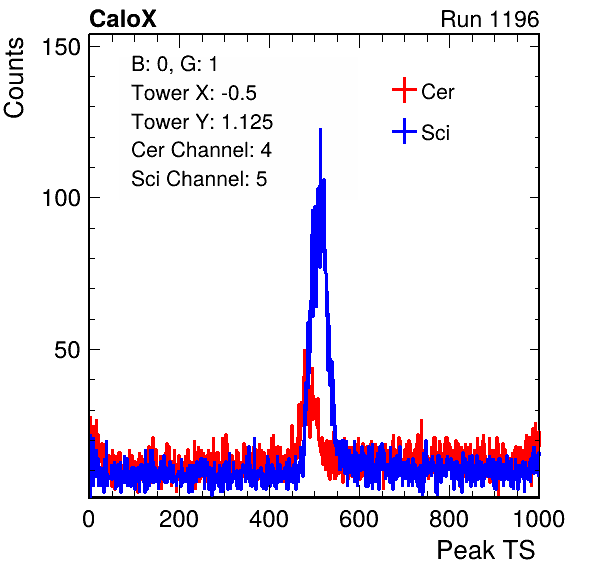 CaloX Run 1196
Counts
150
100
50
B: 0, G: 1
Tower X: -0.5
Tower Y: 1.125
Cer Channel: 4
Sci Channel: 5
Cer
Sci
0 200 400 600 800 1000
Peak TS